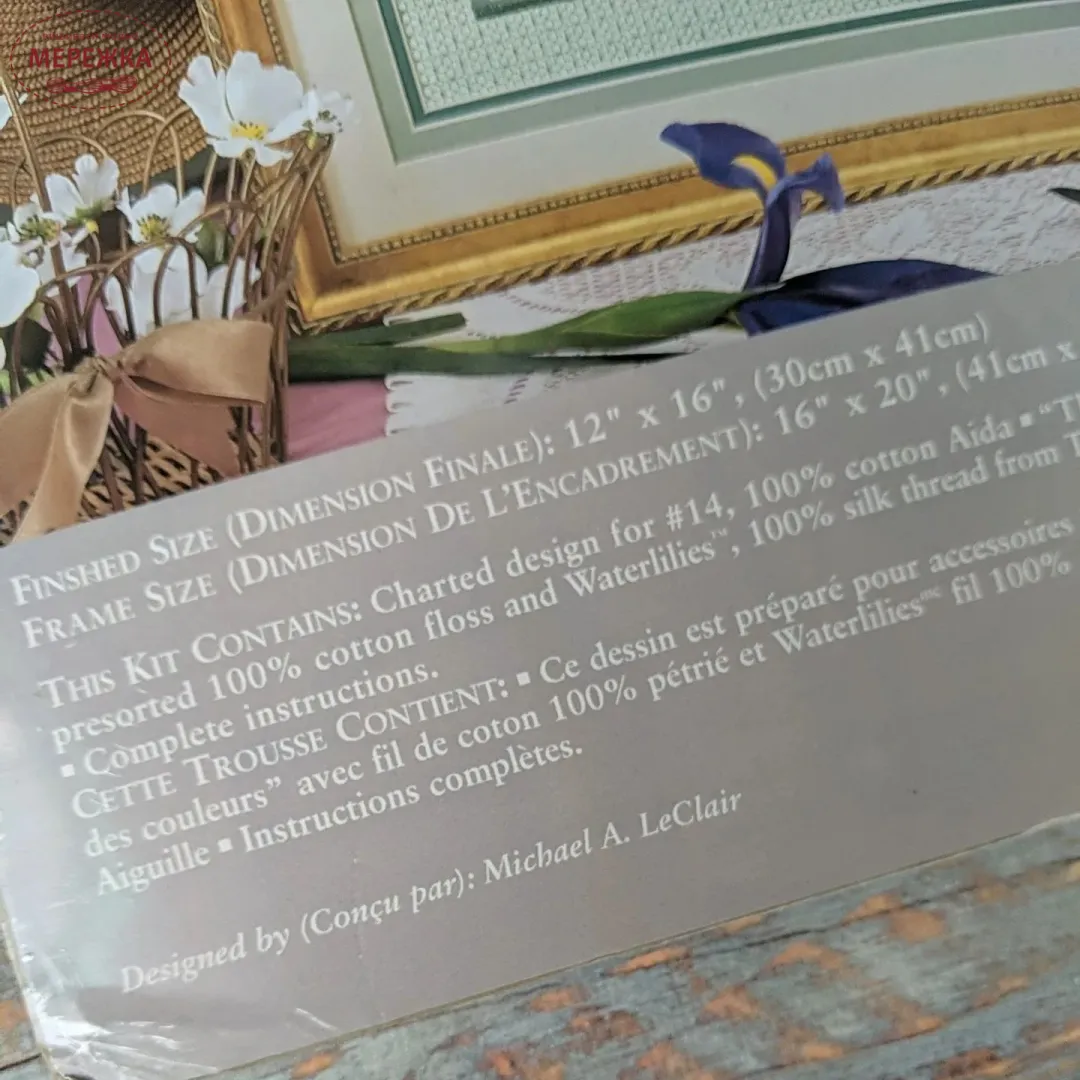 МЕРЕЖКА
FINSHED SIZE (DIMENSION FINALE): 12" x 16", (30cm x 41cm)
FRAME SIZE (DIMENSION DE L'ENCADREMENT): 16" x 20", (41cm x
THIS KIT CONTAINS: Charted design for #14, 100% cotton Aida ▪ "Th
presorted 100% cotton floss and Waterlilies™, 100% silk thread from T
▪ Complete instructions.
CETTE TROUSSE CONTIENT: ▪ Ce dessin est préparé pour accessoires
des couleurs" avec fil de coton 100% pétrié et Waterlilies mc fil 100%
Aiguille ▪ Instructions complètes.
Designed by (Conçu par): Michael A. LeClair